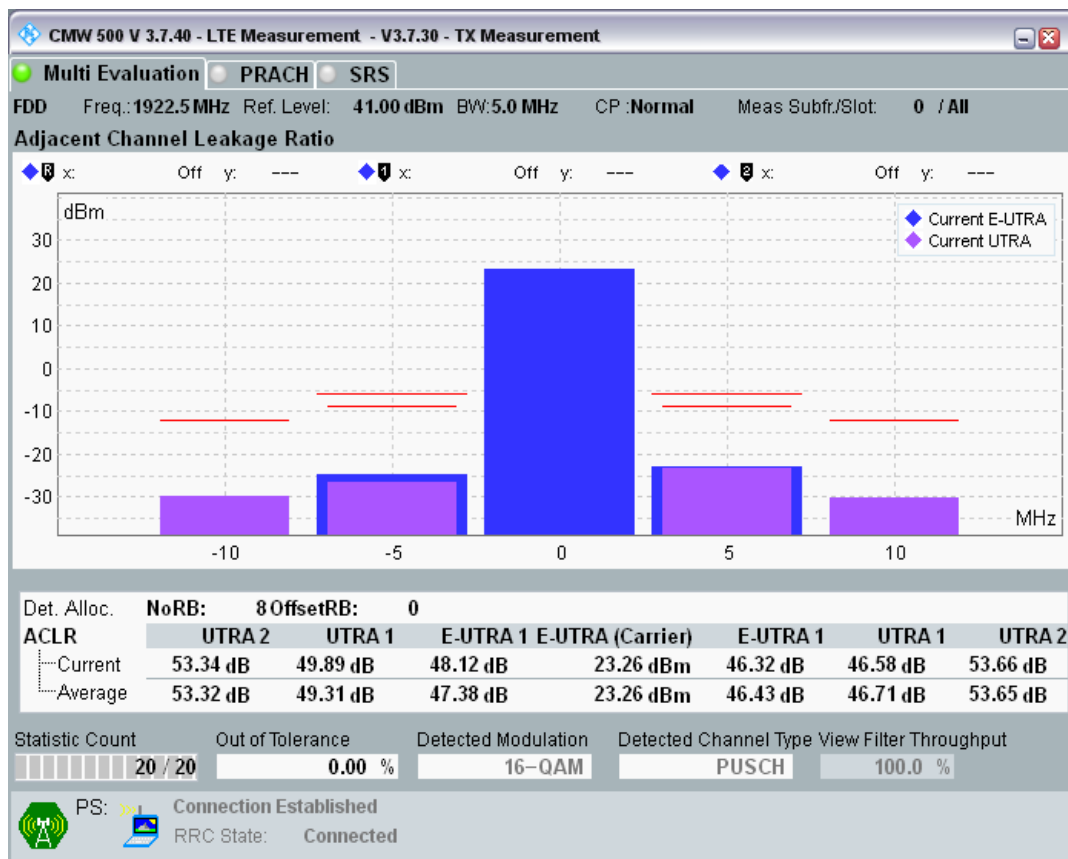 CMW 500 V 3.7.40 - LTE Measurement - V3.7.30 - TX Measurement
Multi Evaluation PRACH SRS
FDD Freq.:1922.5 MHz Ref. Level: 41.00 dBm BW:5.0 MHz CP :Normal Meas Subfr./Slot: 0 / All
Adjacent Channel Leakage Ratio
R x: Off y: --- 1 x: Off y: --- 2 x: Off y: ---
dBm
Current E-UTRA
Current UTRA
30
20
10
0
-10
-20
-30
MHz
-10 -5 0 5 10
Det. Alloc. NoRB: 8 OffsetRB: 0
ACLR UTRA 2 UTRA 1 E-UTRA 1 E-UTRA (Carrier) E-UTRA 1 UTRA 1 UTRA 2
Current 53.34 dB 49.89 dB 48.12 dB 23.26 dBm 46.32 dB 46.58 dB 53.66 dB
Average 53.32 dB 49.31 dB 47.38 dB 23.26 dBm 46.43 dB 46.71 dB 53.65 dB
Statistic Count Out of Tolerance Detected Modulation Detected Channel Type View Filter Throughput
20 / 20 0.00 % 16-QAM PUSCH 100.0 %
PS: Connection Established
RRC State: Connected